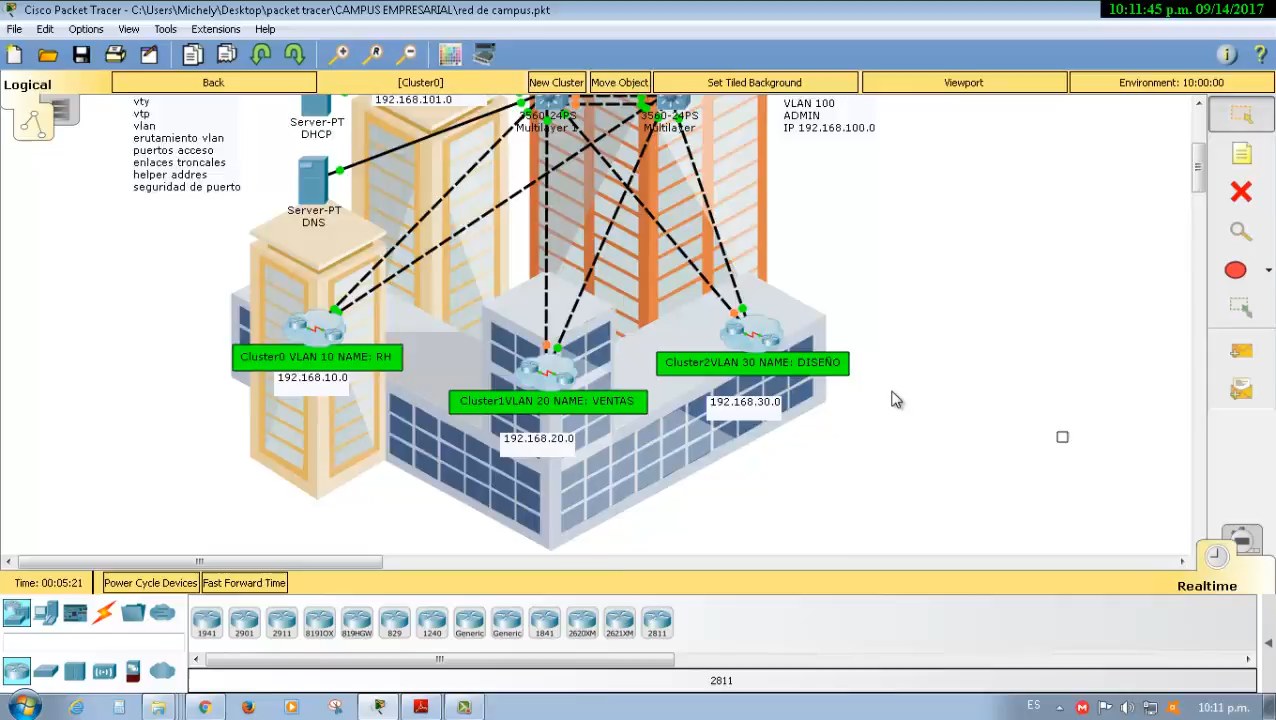 Cisco Packet Tracer - C:\Users\Michely\Desktop\packet tracer\CAMPUS EMPRESARIAL\red de campus.pkt
10:11:45 p.m. 09/14/2017
File Edit Options View Tools Extensions Help
Logical
Back
[Cluster0]
New Cluster
Move Object
Set Tiled Background
Viewport
Environment: 10:00:00
vty
vtp
vlan
erutamiento vlan
puertos acceso
enlaces troncales
helper addres
seguridad de puerto
Server-PT
DHCP
192.168.101.0
3560-24PS
Multilayer 1
3560-24PS
Multilayer
VLAN 100
ADMIN
IP 192.168.100.0
Server-PT
DNS
Cluster0 VLAN 10 NAME: RH
192.168.10.0
Cluster1VLAN 20 NAME: VENTAS
192.168.20.0
Cluster2VLAN 30 NAME: DISEÑO
192.168.30.0
Time: 00:05:21
Power Cycle Devices
Fast Forward Time
Realtime
1941 2901 2911 819IOX 819HGW 829 1240 Generic Generic 1841 2620XM 2621XM 2811
2811
ES
10:11 p.m.